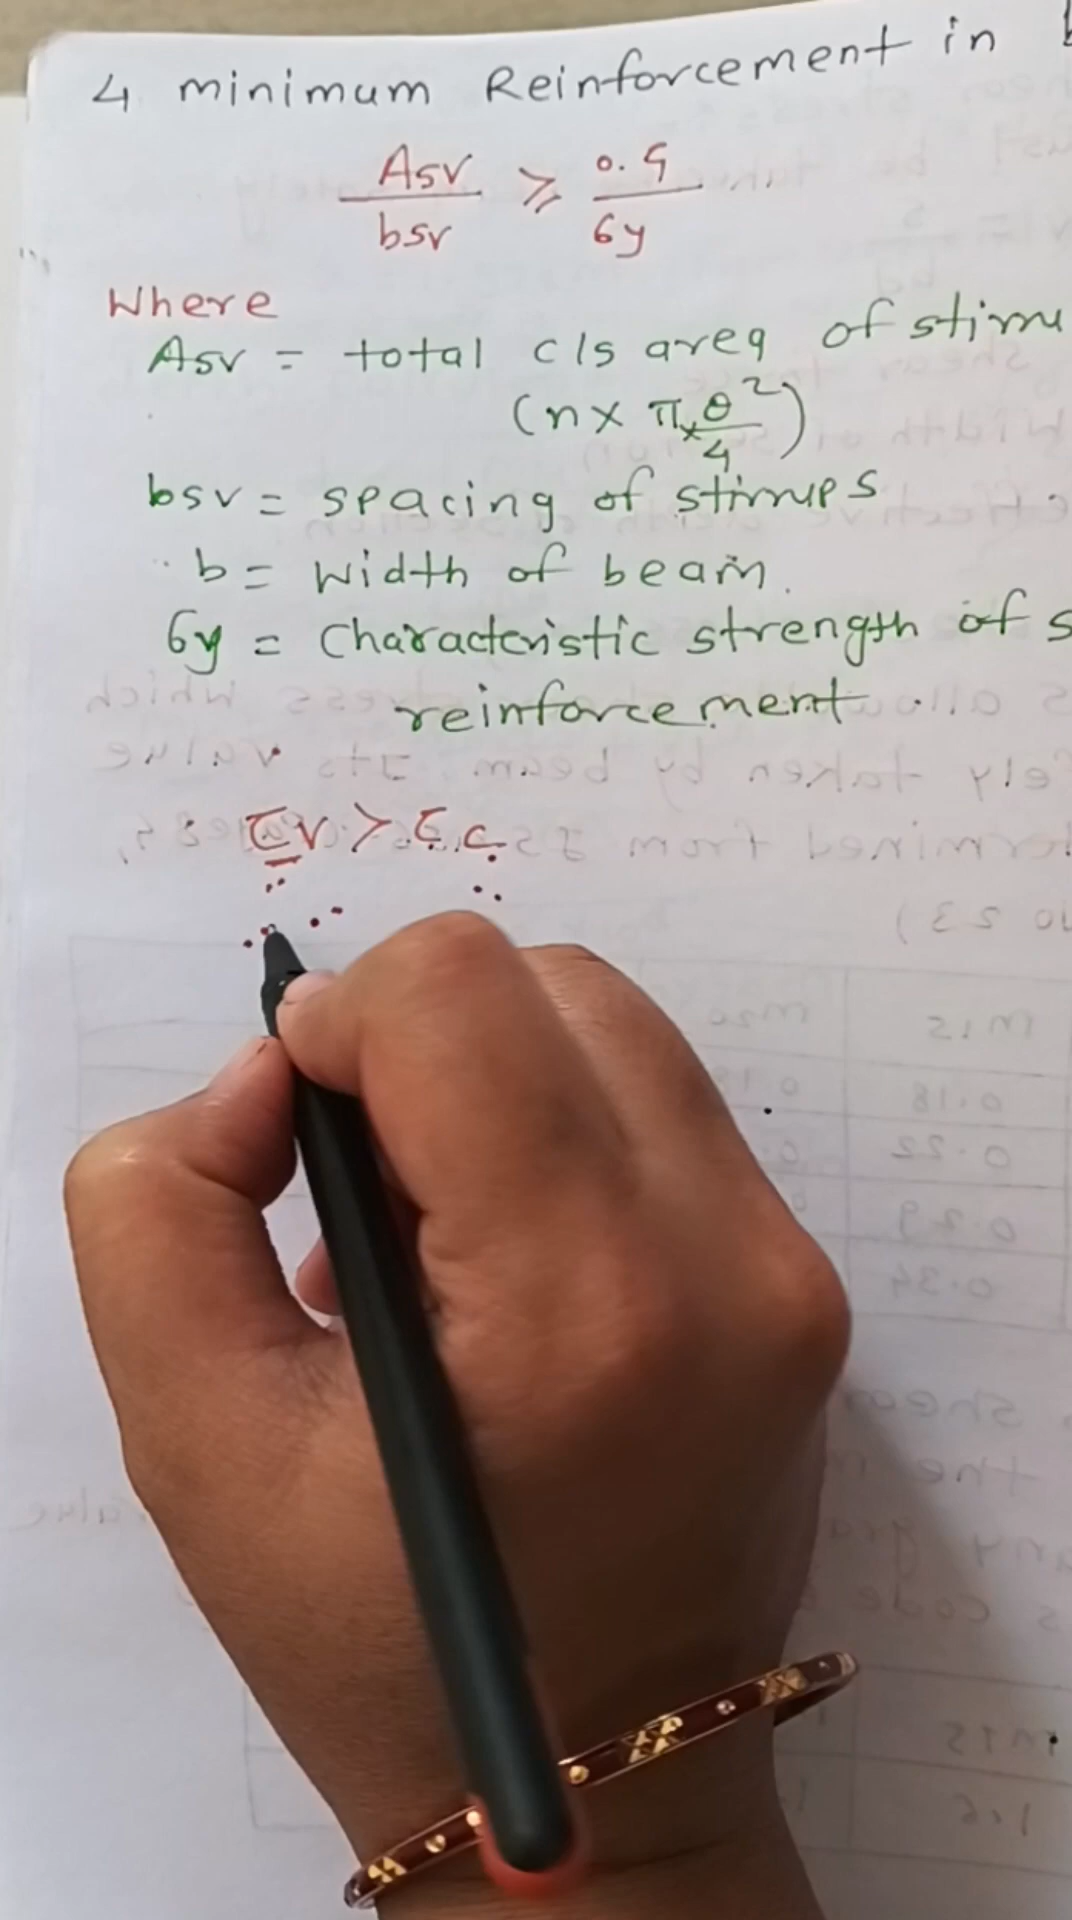 4 minimum Reinforcement in
Asv
bsv
≥
0.4
6y
Where
Asv = total c/s area of stirru
(n x π x ø²/4)
bsv = spacing of stirrups
b = width of beam.
6y = Characteristic strength of s
reinforcement.
τv > τc